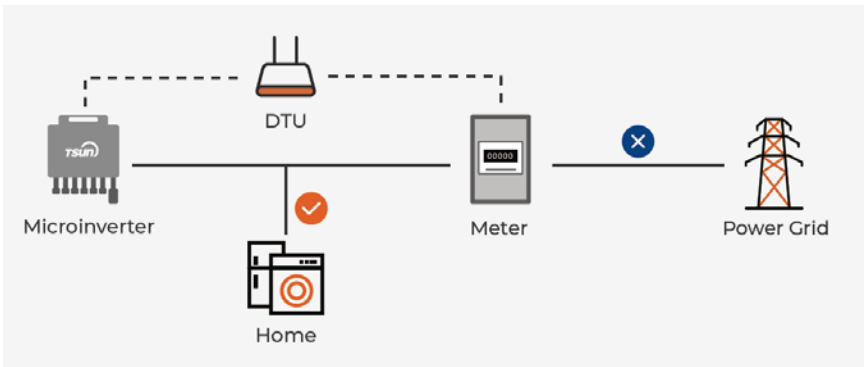 DTU
TSUN
00000
Microinverter
Meter
Power Grid
Home